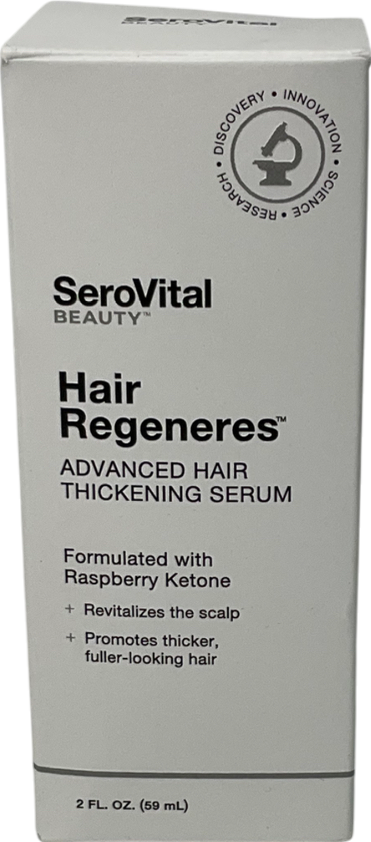 SeroVital
BEAUTY
DISCOVERY • INNOVATION • SCIENCE • RESEARCH •
SeroVital
BEAUTY™
Hair
Regeneres™
ADVANCED HAIR
THICKENING SERUM
Formulated with
Raspberry Ketone
+ Revitalizes the scalp
+ Promotes thicker,
fuller-looking hair
2 FL. OZ. (59 mL)